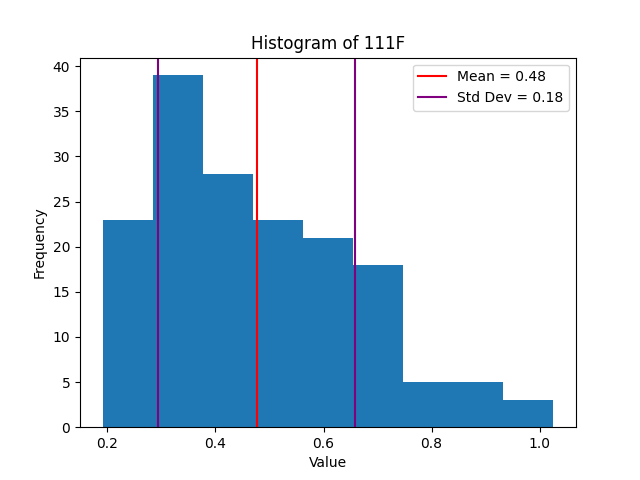 Histogram of 111F
Mean = 0.48
Std Dev = 0.18
Frequency
40
35
30
25
20
15
10
5
0
0.2 0.4 0.6 0.8 1.0
Value